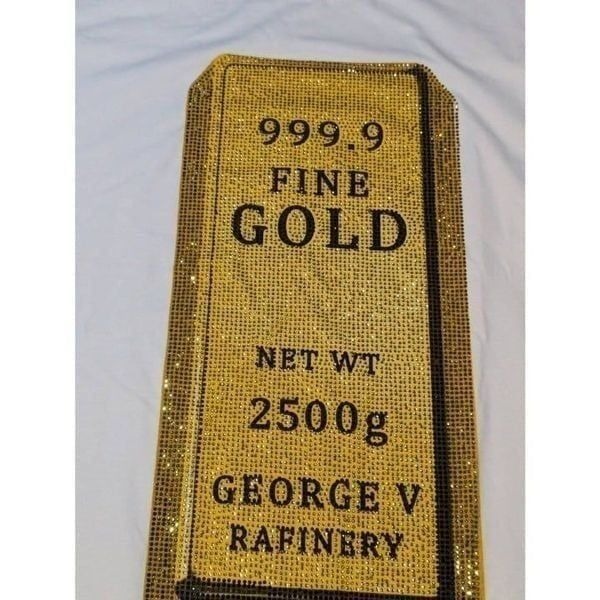 999.9
FINE
GOLD
NET WT
2500g
GEORGE V
RAFINERY